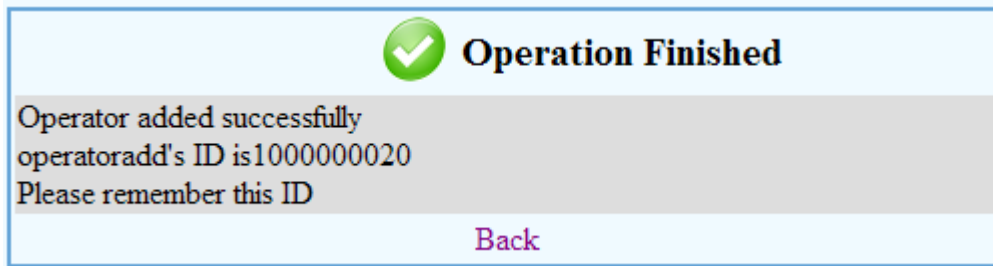 Operation Finished
Operator added successfully
operatoradd's ID is1000000020
Please remember this ID
Back